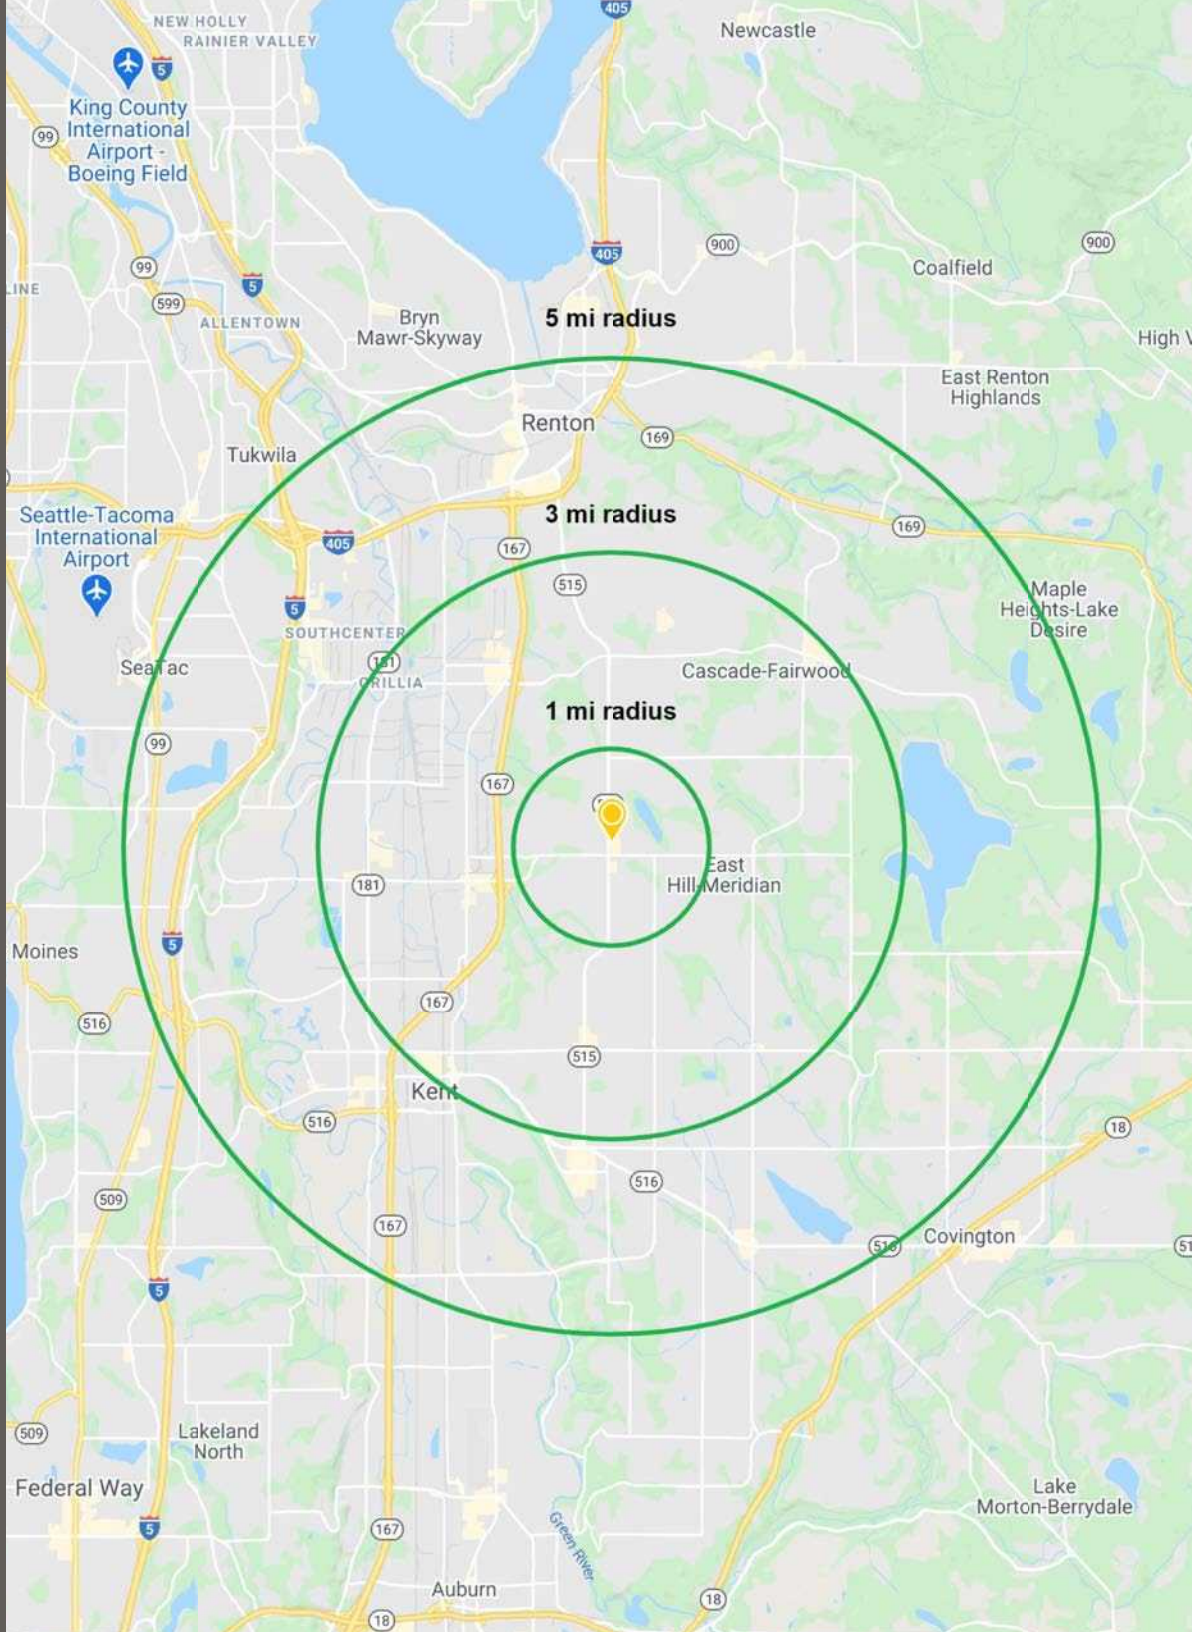 405
NEW HOLLY
RAINIER VALLEY
Newcastle
5
King County
International
Airport -
Boeing Field
99
405
900
900
Coalfield
99
5
LINE
599
ALLENTOWN
Bryn
Mawr-Skyway
5 mi radius
High V
East Renton
Highlands
Renton
169
Tukwila
Seattle-Tacoma
International
Airport
3 mi radius
169
405
167
515
5
Maple
Heights-Lake
Desire
SOUTHCENTER
181
ORILLIA
SeaTac
Cascade-Fairwood
1 mi radius
99
167
East
Hill-Meridian
181
5
Moines
167
516
515
Kent
516
18
516
509
167
516
Covington
51
5
509
Lakeland
North
Federal Way
Lake
Morton-Berrydale
5
167
Green River
Auburn
18
18